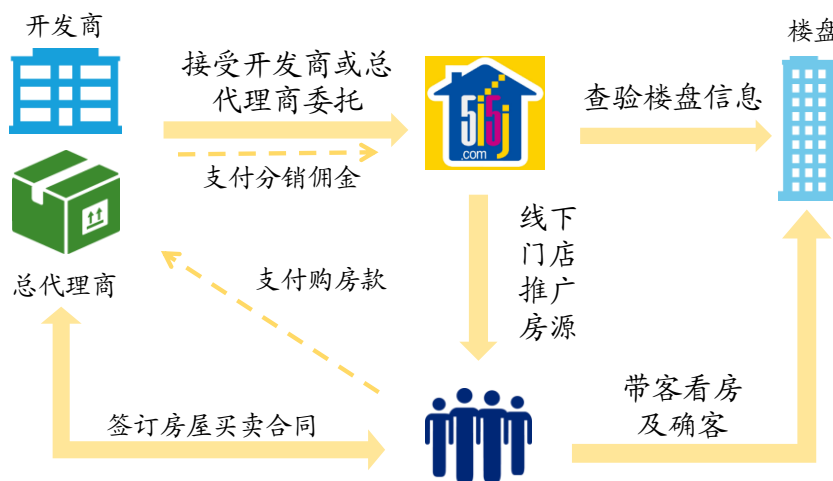 开发商
楼盘
接受开发商或总
代理商委托
5i5j
.com
查验楼盘信息
支付分销佣金
线下
门店
推广
房源
支付购房款
总代理商
带客看房
及确客
签订房屋买卖合同